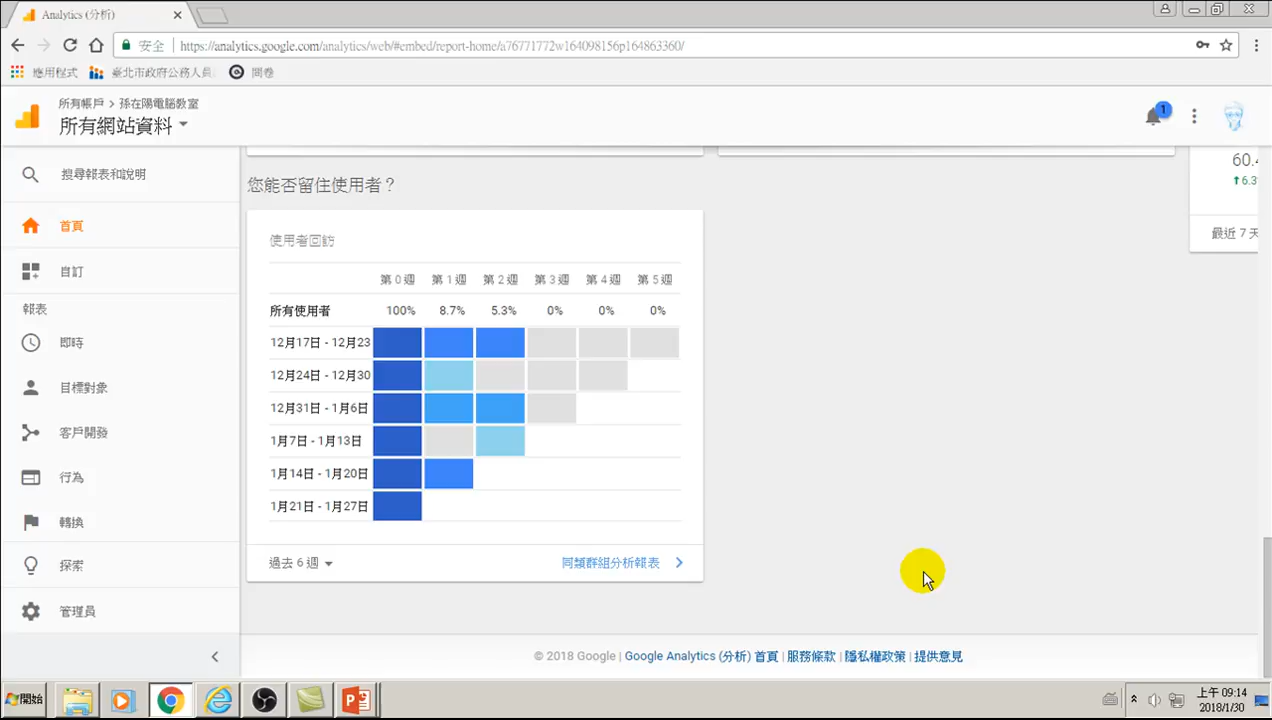 Analytics (分析)
安全 | https://analytics.google.com/analytics/web/#embed/report-home/a76771772w164098156p164863360/
應用程式 臺北市政府公務人員 問卷
所有帳戶 > 孫在陽電腦教室
所有網站資料
1
搜尋報表和說明
首頁
自訂
報表
即時
目標對象
客戶開發
行為
轉換
探索
管理員
您能否留住使用者？
使用者回訪
第 0 週 第 1 週 第 2 週 第 3 週 第 4 週 第 5 週
所有使用者 100% 8.7% 5.3% 0% 0% 0%
12月17日 - 12月23
12月24日 - 12月30
12月31日 - 1月6日
1月7日 - 1月13日
1月14日 - 1月20日
1月21日 - 1月27日
過去 6 週
同類群組分析報表
60.
6.3
最近 7 天
© 2018 Google | Google Analytics (分析) 首頁 | 服務條款 | 隱私權政策 | 提供意見
開始
上午 09:14
2018/1/30